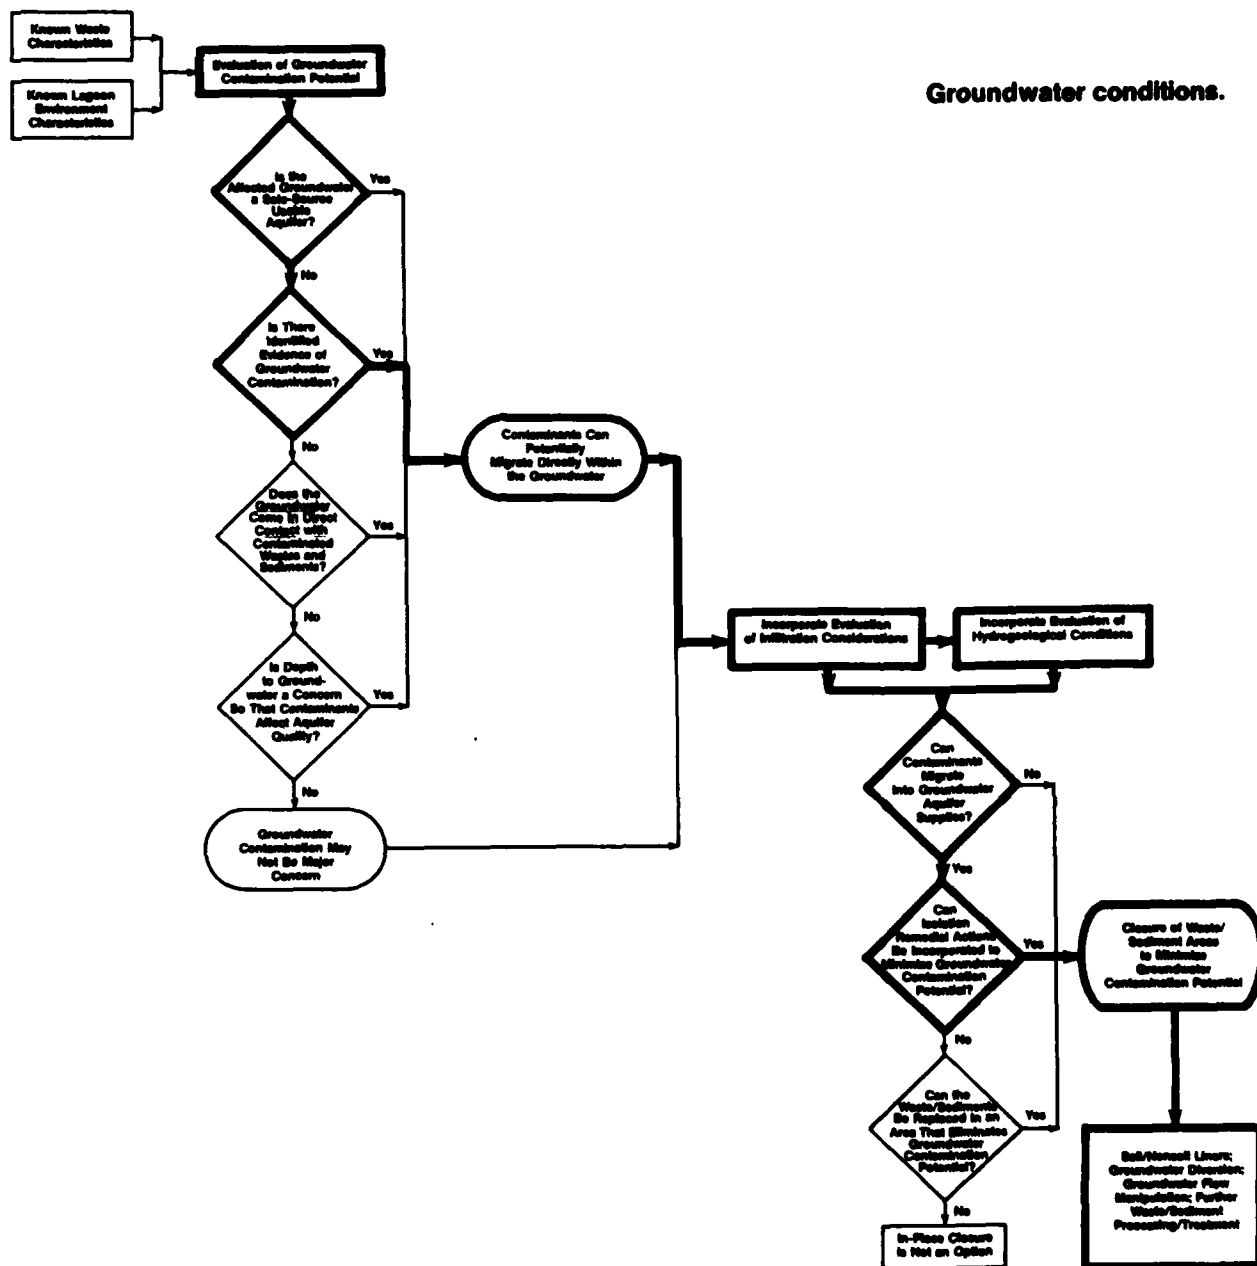 Known Waste
Characteristics
Known Lagoon
Environment
Characteristics
Evaluation of Groundwater
Contamination Potential
Groundwater conditions.
Is the
Affected Groundwater
a Sole-Source
Usable
Aquifer?
Yes
No
Is There
Identified
Evidence of
Groundwater
Contamination?
Yes
No
Does the
Groundwater
Come in Direct
Contact with
Contaminated
Wastes and
Sediments?
Yes
No
Is Depth
to Ground-
water a Concern
So That Contaminants
Affect Aquifer
Quality?
Yes
No
Groundwater
Contamination May
Not Be Major
Concern
Contaminants Can
Potentially
Migrate Directly Within
the Groundwater
Incorporate Evaluation
of Infiltration Considerations
Incorporate Evaluation of
Hydrogeological Conditions
Can
Contaminants
Migrate
Into Groundwater
Aquifer
Supplies?
No
Yes
Can
Isolation
Remedial Actions
Be Incorporated to
Minimize Groundwater
Contamination
Potential?
Yes
No
Can the
Waste/Sediments
Be Replaced in an
Area That Eliminates
Groundwater
Contamination
Potential?
Yes
No
In-Place Closure
is Not an Option
Closure of Waste/
Sediment Areas
to Minimize
Groundwater
Contamination Potential
Soil/Nonsoil Liners;
Groundwater Diversion;
Groundwater Flow
Manipulation; Further
Waste/Sediment
Processing/Treatment